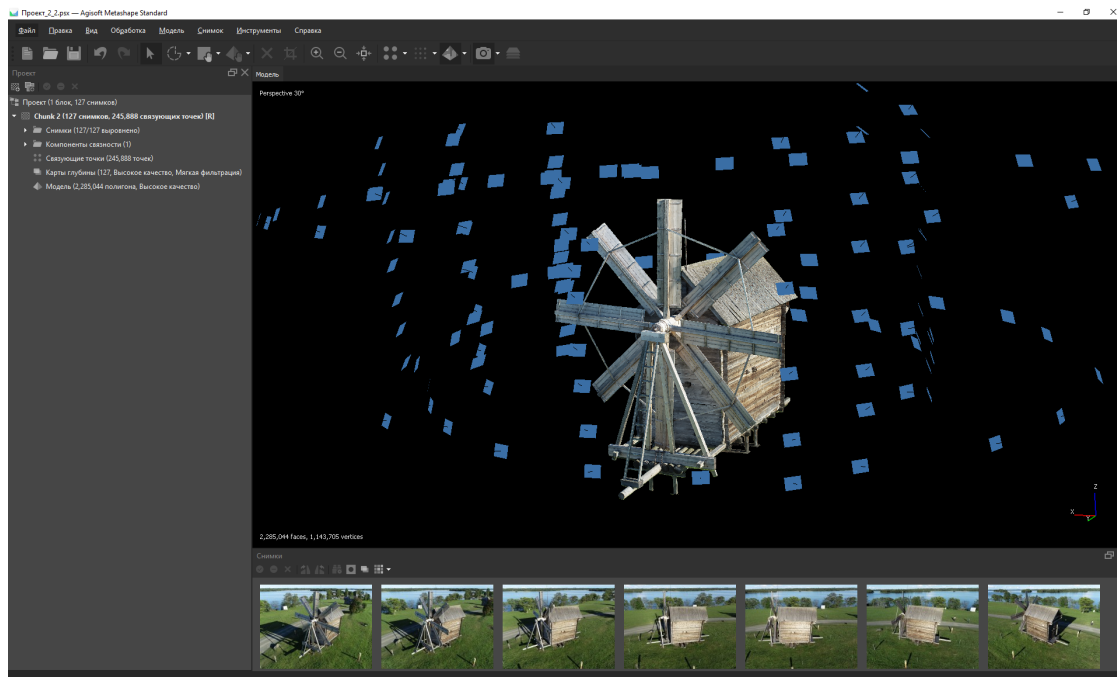 Проект_2_2.psx — Agisoft Metashape Standard
Файл Правка Вид Обработка Модель Снимок Инструменты Справка
Проект
Модель
Perspective 30°
Проект (1 блок, 127 снимков)
Chunk 2 (127 снимков, 245,888 связующих точек) [R]
Снимки (127/127 выровнено)
Компоненты связности (1)
Связующие точки (245,888 точек)
Карты глубины (127, Высокое качество, Мягкая фильтрация)
Модель (2,285,044 полигона, Высокое качество)
Z
X
Y
2,285,044 faces, 1,143,705 vertices
Снимки